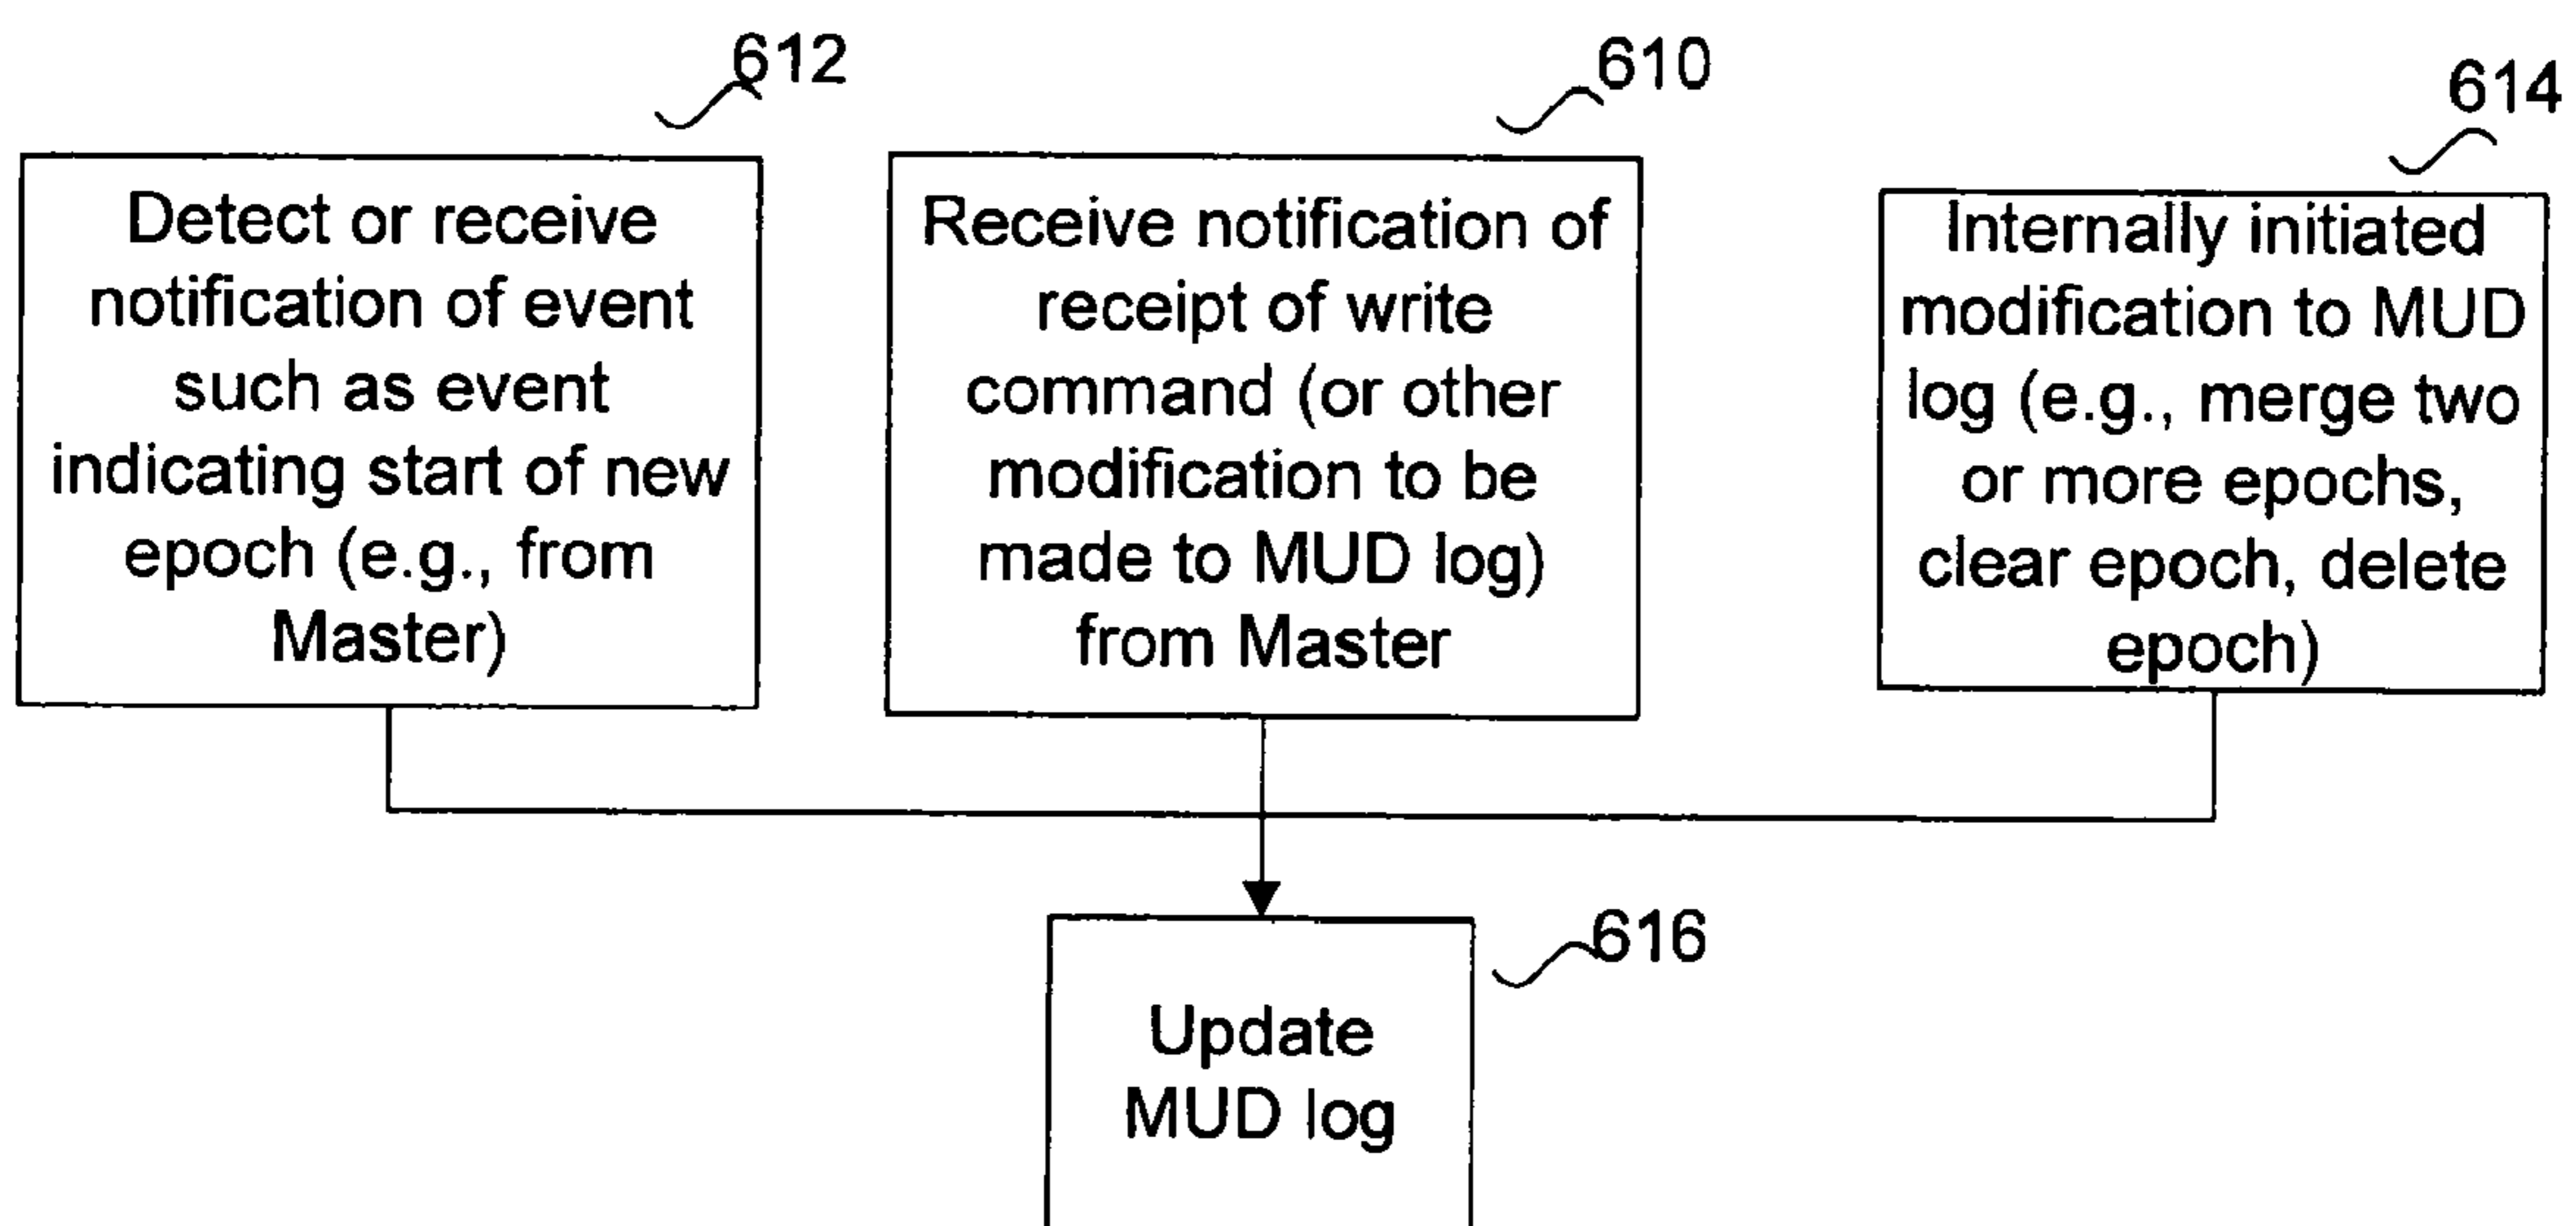 612
Detect or receive
notification of event
such as event
indicating start of new
epoch (e.g., from
Master)
610
Receive notification of
receipt of write
command (or other
modification to be
made to MUD log)
from Master
614
Internally initiated
modification to MUD
log (e.g., merge two
or more epochs,
clear epoch, delete
epoch)
616
Update
MUD log